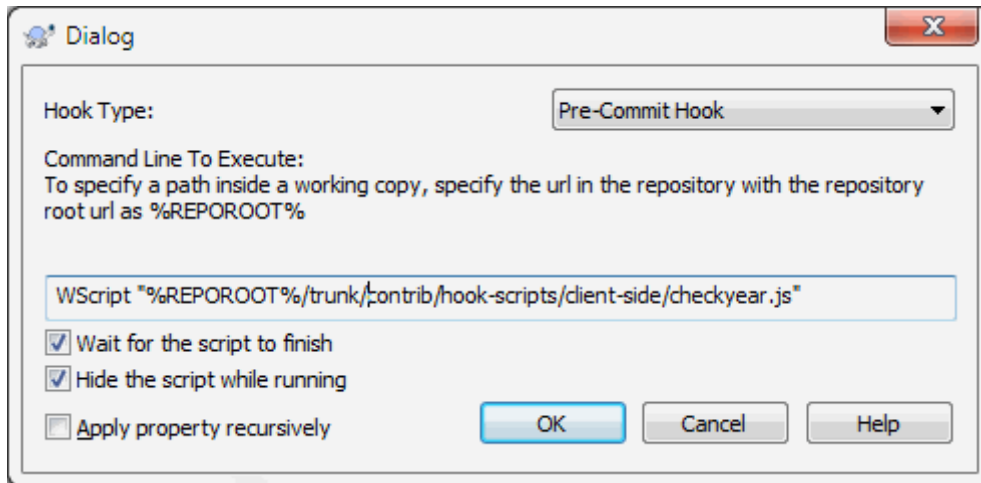 Dialog
Hook Type:
Pre-Commit Hook
Command Line To Execute:
To specify a path inside a working copy, specify the url in the repository with the repository
root url as %REPOROOT%
WScript "%REPOROOT%/trunk/contrib/hook-scripts/client-side/checkyear.js"
Wait for the script to finish
Hide the script while running
Apply property recursively
OK
Cancel
Help